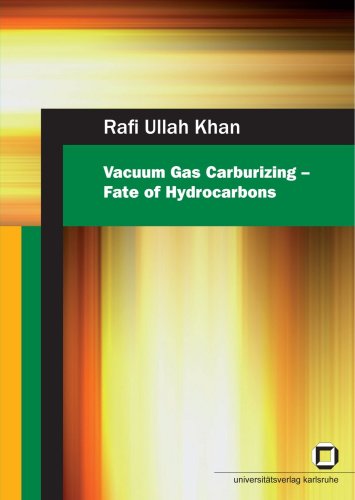 Rafi Ullah Khan
Vacuum Gas Carburizing –
Fate of Hydrocarbons
universitätsverlag karlsruhe